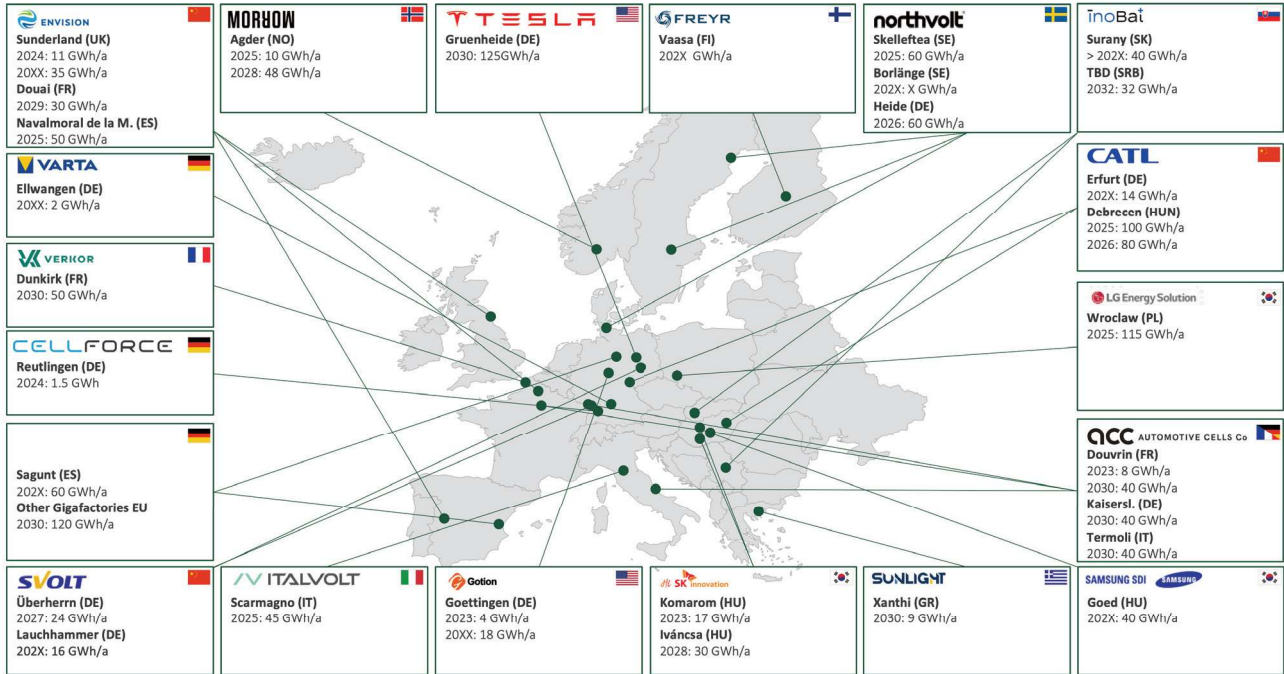 ENVISION
Sunderland (UK)
2024: 11 GWh/a
20XX: 35 GWh/a
Douai (FR)
2029: 30 GWh/a
Navalmoral de la M. (ES)
2025: 50 GWh/a
MORROW
Agder (NO)
2025: 10 GWh/a
2028: 48 GWh/a
TESLA
Gruenheide (DE)
2030: 125GWh/a
FREYR
Vaasa (FI)
202X GWh/a
northvolt
Skelleftea (SE)
2025: 60 GWh/a
Borlänge (SE)
202X: X GWh/a
Heide (DE)
2026: 60 GWh/a
inoBat
Surany (SK)
> 202X: 40 GWh/a
TBD (SRB)
2032: 32 GWh/a
VARTA
Ellwangen (DE)
20XX: 2 GWh/a
CATL
Erfurt (DE)
202X: 14 GWh/a
Debrecen (HUN)
2025: 100 GWh/a
2026: 80 GWh/a
VERKOR
Dunkirk (FR)
2030: 50 GWh/a
LG Energy Solution
Wroclaw (PL)
2025: 115 GWh/a
CELLFORCE
Reutlingen (DE)
2024: 1.5 GWh
Sagunt (ES)
202X: 60 GWh/a
Other Gigafactories EU
2030: 120 GWh/a
acc AUTOMOTIVE CELLS Co
Douvrin (FR)
2023: 8 GWh/a
2030: 40 GWh/a
Kaisersl. (DE)
2030: 40 GWh/a
Termoli (IT)
2030: 40 GWh/a
SVOLT
Überherrn (DE)
2027: 24 GWh/a
Lauchhammer (DE)
202X: 16 GWh/a
ITALVOLT
Scarmagno (IT)
2025: 45 GWh/a
Gotion
Goettingen (DE)
2023: 4 GWh/a
20XX: 18 GWh/a
SK innovation
Komarom (HU)
2023: 17 GWh/a
Iváncsa (HU)
2028: 30 GWh/a
SUNLIGHT
Xanthi (GR)
2030: 9 GWh/a
SAMSUNG SDI SAMSUNG
Goed (HU)
202X: 40 GWh/a